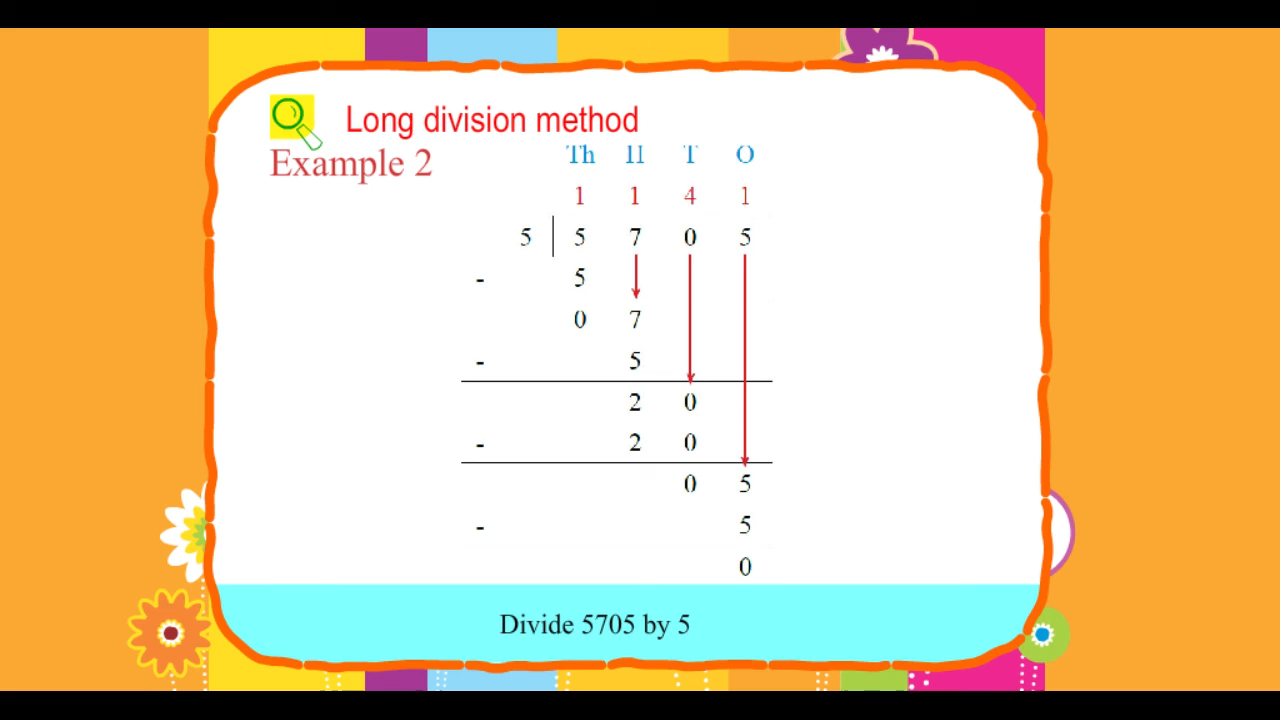 Long division method
Example 2
Th H T O
1 1 4 1
5 5 7 0 5
- 5
0 7
- 5
2 0
- 2 0
0 5
- 5
0
Divide 5705 by 5